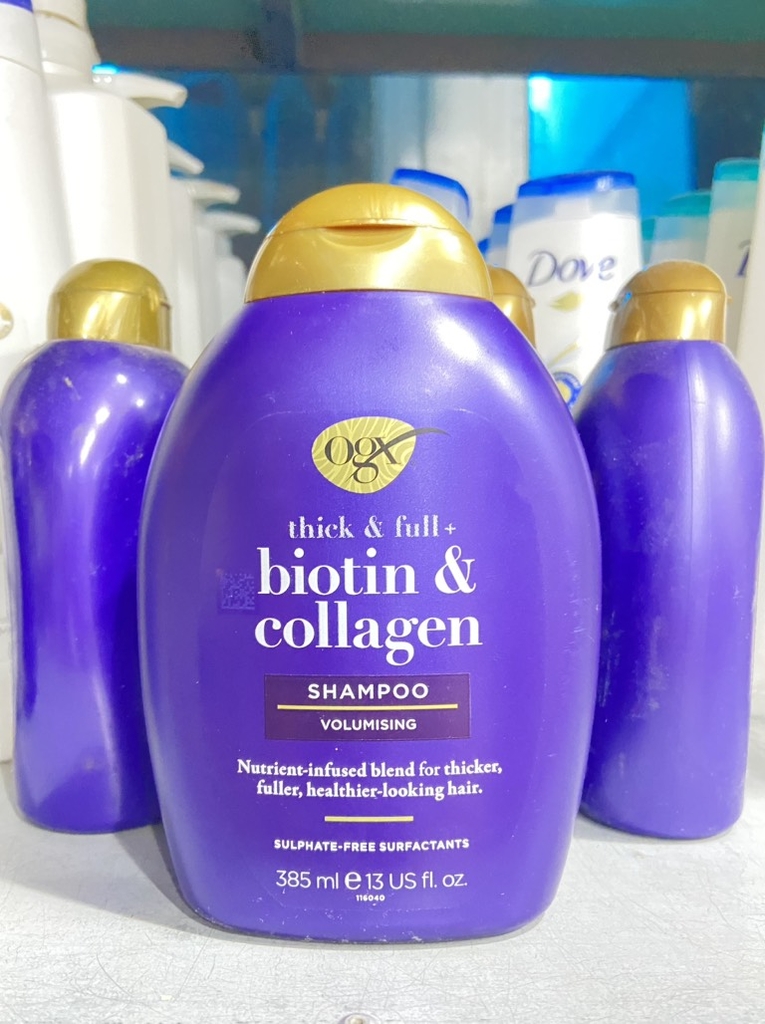 Dove
ogx
thick & full+
biotin &
collagen
SHAMPOO
VOLUMISING
Nutrient-infused blend for thicker,
fuller, healthier-looking hair.
SULPHATE-FREE SURFACTANTS
385 ml e 13 US fl. oz.
116040